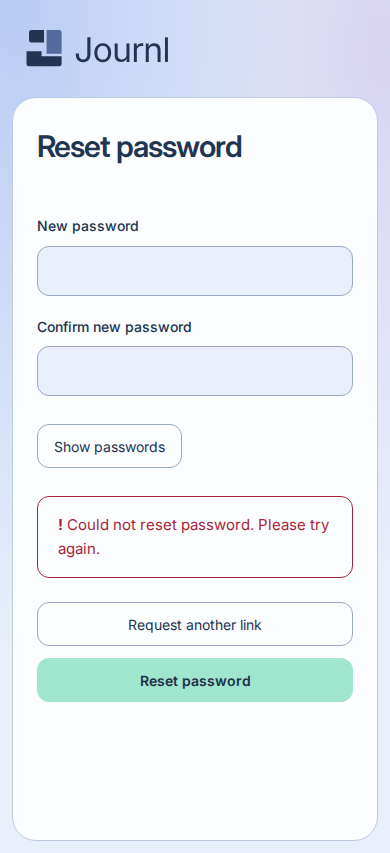 Journl
Reset password
New password
Confirm new password
Show passwords
! Could not reset password. Please try
again.
Request another link
Reset password